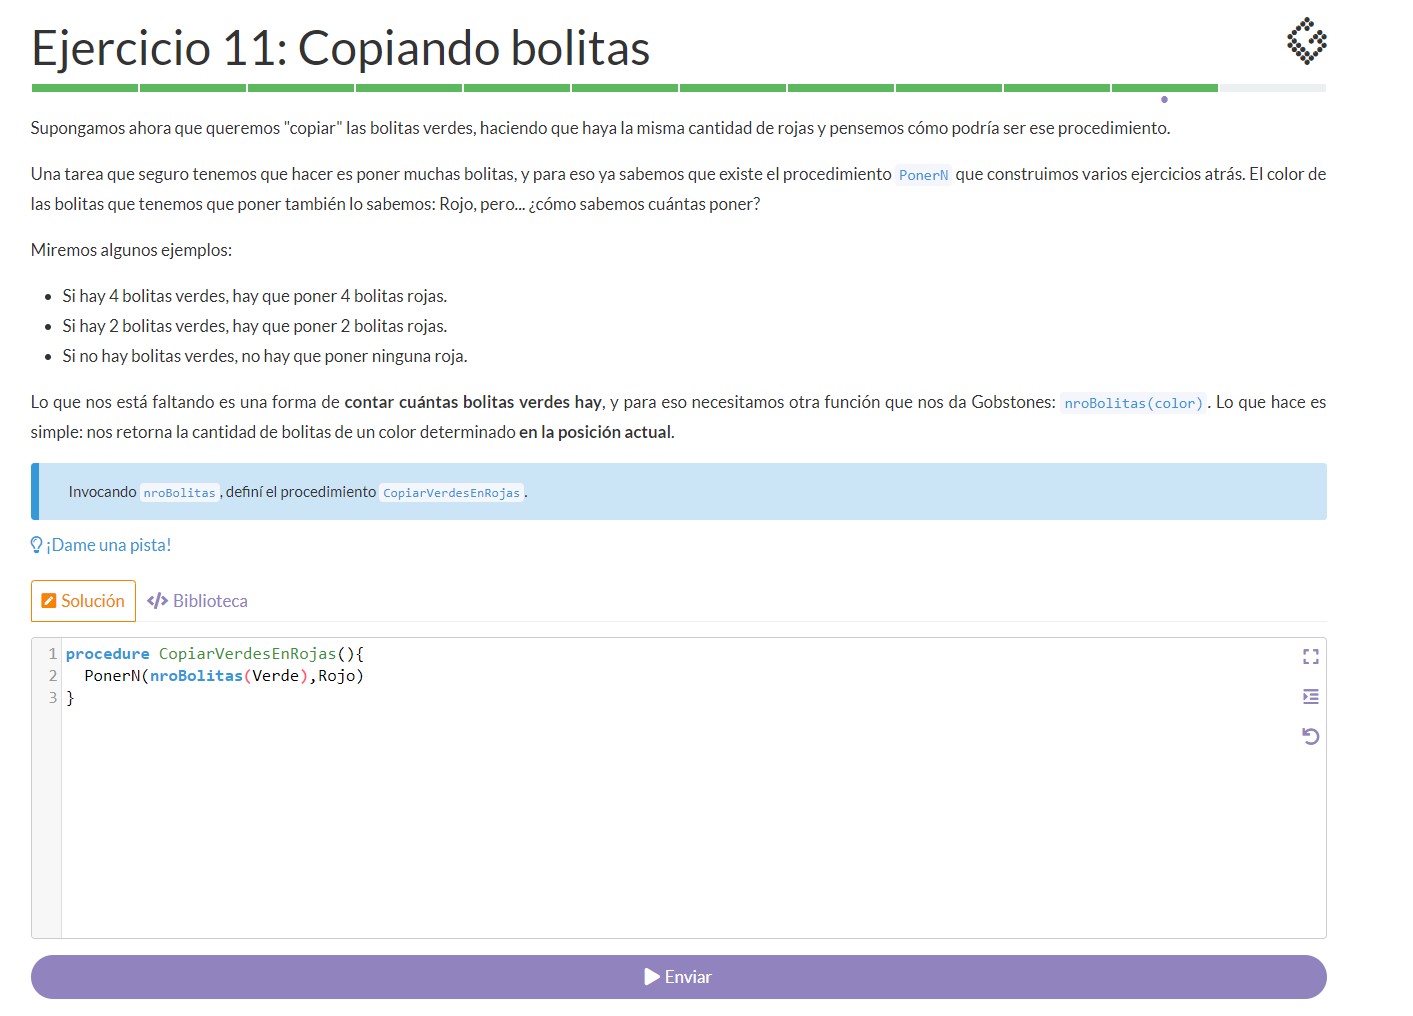 Ejercicio 11: Copiando bolitas
Supongamos ahora que queremos "copiar" las bolitas verdes, haciendo que haya la misma cantidad de rojas y pensemos cómo podría ser ese procedimiento.
Una tarea que seguro tenemos que hacer es poner muchas bolitas, y para eso ya sabemos que existe el procedimiento PonerN que construimos varios ejercicios atrás. El color de
las bolitas que tenemos que poner también lo sabemos: Rojo, pero... ¿cómo sabemos cuántas poner?
Miremos algunos ejemplos:
• Si hay 4 bolitas verdes, hay que poner 4 bolitas rojas.
• Si hay 2 bolitas verdes, hay que poner 2 bolitas rojas.
• Si no hay bolitas verdes, no hay que poner ninguna roja.
Lo que nos está faltando es una forma de contar cuántas bolitas verdes hay, y para eso necesitamos otra función que nos da Gobstones: nroBolitas(color). Lo que hace es
simple: nos retorna la cantidad de bolitas de un color determinado en la posición actual.
Invocando nroBolitas, definí el procedimiento CopiarVerdesEnRojas.
¡Dame una pista!
Solución </> Biblioteca
1 procedure CopiarVerdesEnRojas(){
2   PonerN(nroBolitas(Verde),Rojo)
3 }
Enviar